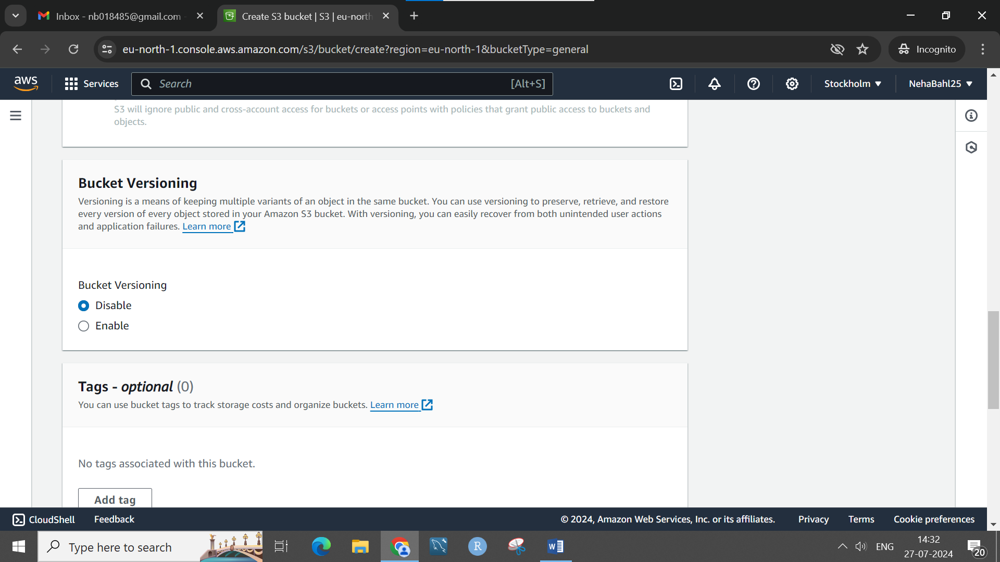 Inbox - nb018485@gmail.com -
Create S3 bucket | S3 | eu-north
eu-north-1.console.aws.amazon.com/s3/bucket/create?region=eu-north-1&bucketType=general
Incognito
aws
Services
Search
[Alt+S]
Stockholm
NehaBahl25
S3 will ignore public and cross-account access for buckets or access points with policies that grant public access to buckets and
objects.
Bucket Versioning
Versioning is a means of keeping multiple variants of an object in the same bucket. You can use versioning to preserve, retrieve, and restore
every version of every object stored in your Amazon S3 bucket. With versioning, you can easily recover from both unintended user actions
and application failures. Learn more
Bucket Versioning
Disable
Enable
Tags - optional (0)
You can use bucket tags to track storage costs and organize buckets. Learn more
No tags associated with this bucket.
Add tag
CloudShell
Feedback
© 2024, Amazon Web Services, Inc. or its affiliates.
Privacy
Terms
Cookie preferences
Type here to search
R
W
ENG
14:32
27-07-2024
20